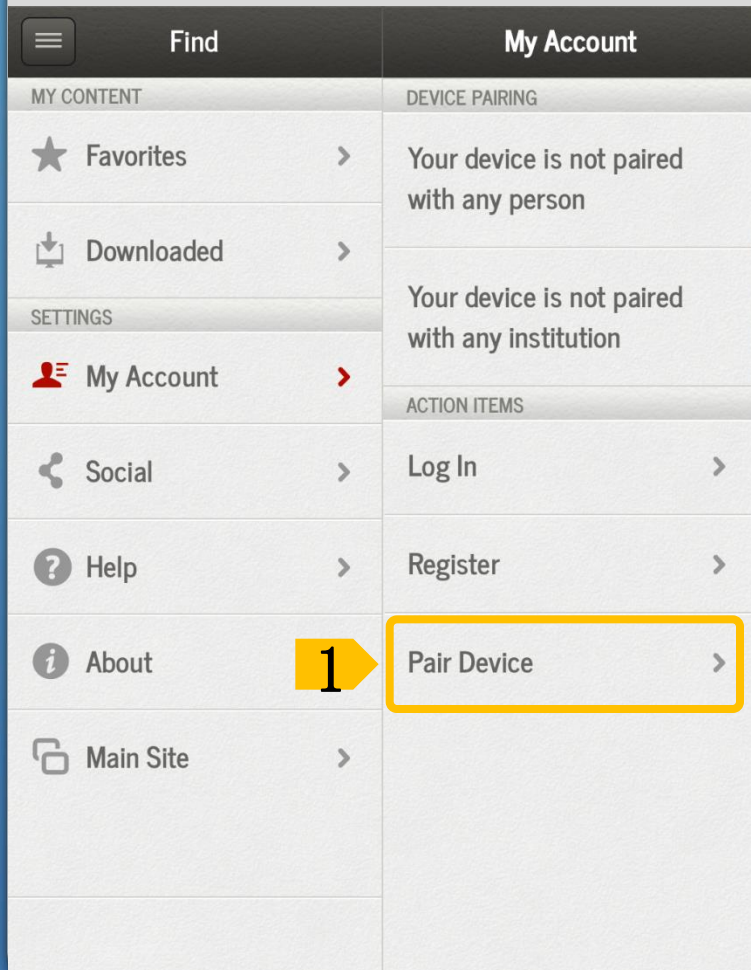 Find
MY CONTENT
Favorites
Downloaded
SETTINGS
My Account
Social
Help
About
Main Site
My Account
DEVICE PAIRING
Your device is not paired
with any person
Your device is not paired
with any institution
ACTION ITEMS
Log In
Register
1
Pair Device